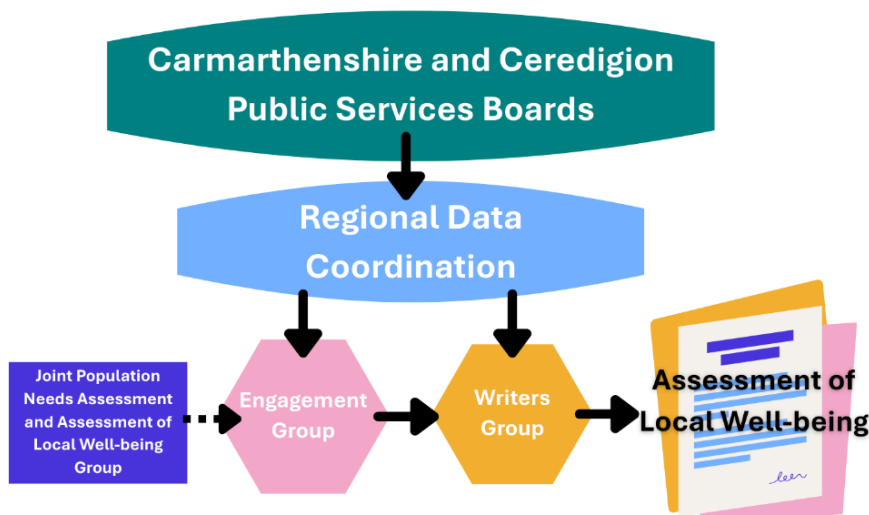 Carmarthenshire and Ceredigion
Public Services Boards
Regional Data
Coordination
Joint Population
Needs Assessment
and Assessment of
Local Well-being
Group
Engagement
Group
Writers
Group
Assessment of
Local Well-being